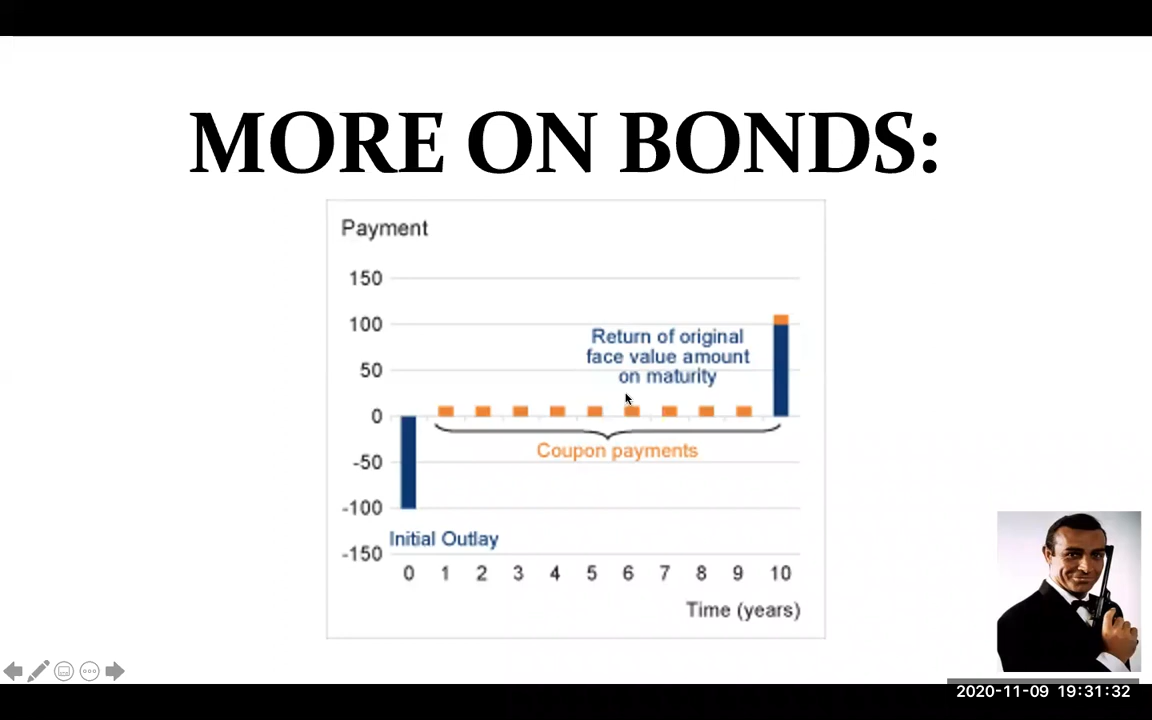 MORE ON BONDS:
Payment
150
100
50
0
-50
-100
-150
Return of original
face value amount
on maturity
Coupon payments
Initial Outlay
0 1 2 3 4 5 6 7 8 9 10
Time (years)
2020-11-09 19:31:32